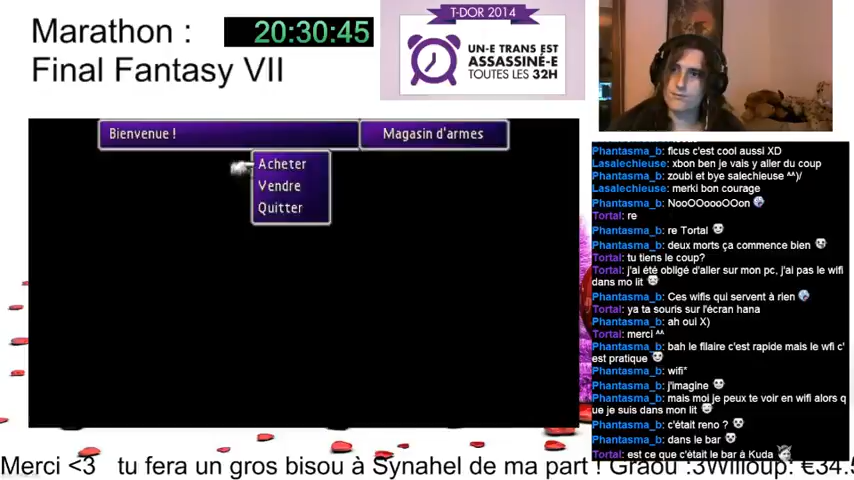 Marathon :
Final Fantasy VII
20:30:45
T-DOR 2014
UN-E TRANS EST
ASSASSINÉ-E
TOUTES LES 32H
Bienvenue !
Magasin d'armes
Acheter
Vendre
Quitter
Phantasma_b: ficus c'est cool aussi XD
Lasalechieuse: xbon ben je vais y aller du coup
Phantasma_b: zoubi et bye salechieuse ^^)/
Lasalechieuse: merki bon courage
Phantasma_b: NooOOoooOOon
Tortal: re
Phantasma_b: re Tortal
Phantasma_b: deux morts ça commence bien
Tortal: tu tiens le coup?
Tortal: j'ai été obligé d'aller sur mon pc, j'ai pas le wifi
dans mo lit
Phantasma_b: Ces wifis qui servent à rien
Tortal: ya ta souris sur l'écran hana
Phantasma_b: ah oui X)
Tortal: merci ^^
Phantasma_b: bah le filaire c'est rapide mais le wfi c'
est pratique
Phantasma_b: wifi*
Phantasma_b: j'imagine
Phantasma_b: mais moi je peux te voir en wifi alors q
ue je suis dans mon lit
Phantasma_b: c'était reno ?
Phantasma_b: dans le bar
Tortal: est ce que c'était le bar à Kuda
Merci <3 tu fera un gros bisou à Synahel de ma part ! Graou :3Willoup: €34.5